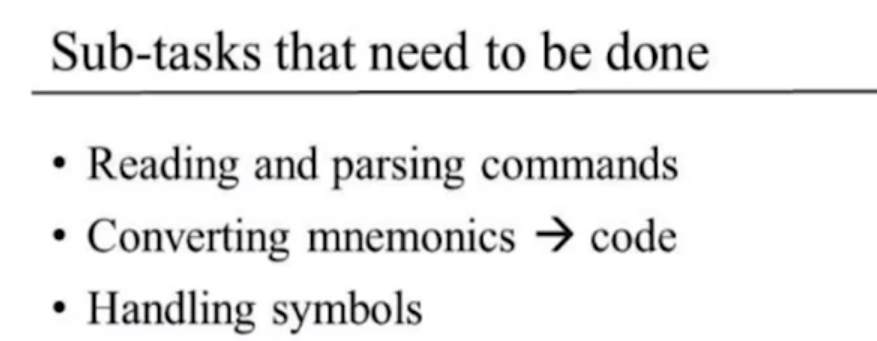 Sub-tasks that need to be done
• Reading and parsing commands
• Converting mnemonics → code
• Handling symbols